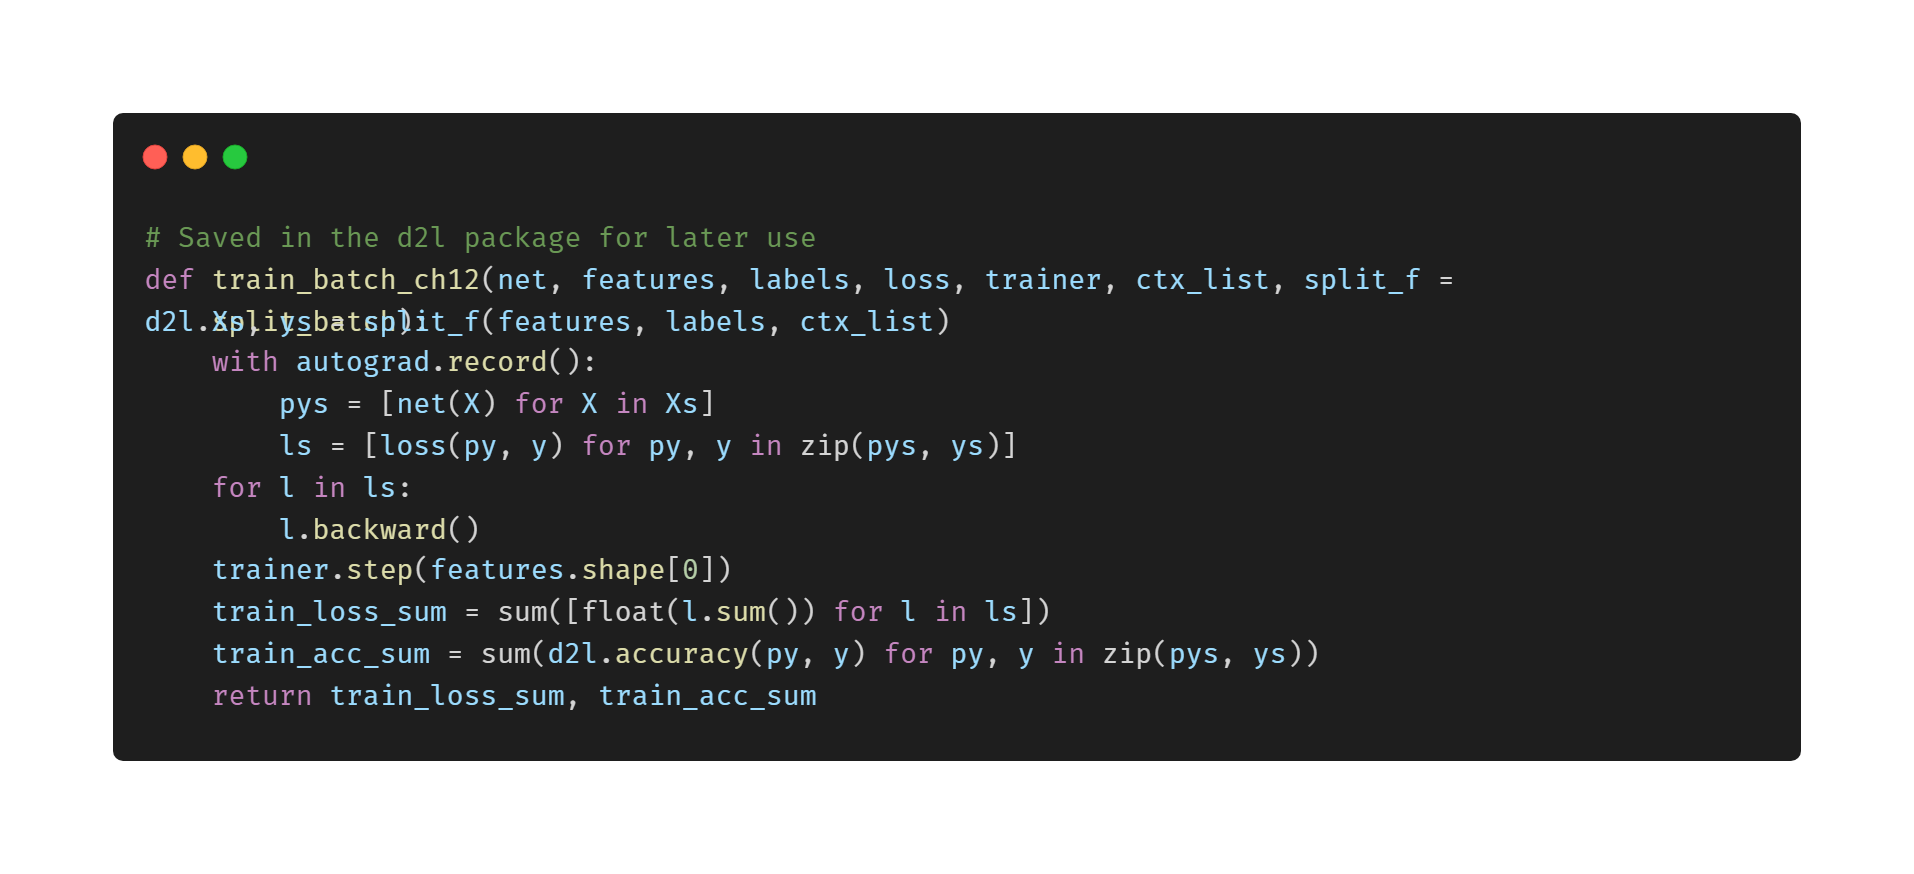 # Saved in the d2l package for later use
def train_batch_ch12(net, features, labels, loss, trainer, ctx_list, split_f =
d2l.split_batch):
    Xs, ys = split_f(features, labels, ctx_list)
    with autograd.record():
        pys = [net(X) for X in Xs]
        ls = [loss(py, y) for py, y in zip(pys, ys)]
    for l in ls:
        l.backward()
    trainer.step(features.shape[0])
    train_loss_sum = sum([float(l.sum()) for l in ls])
    train_acc_sum = sum(d2l.accuracy(py, y) for py, y in zip(pys, ys))
    return train_loss_sum, train_acc_sum